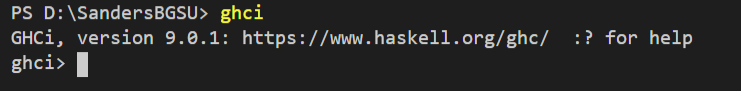 PS D:\SandersBGSU> ghci
GHCi, version 9.0.1: https://www.haskell.org/ghc/  :? for help
ghci>